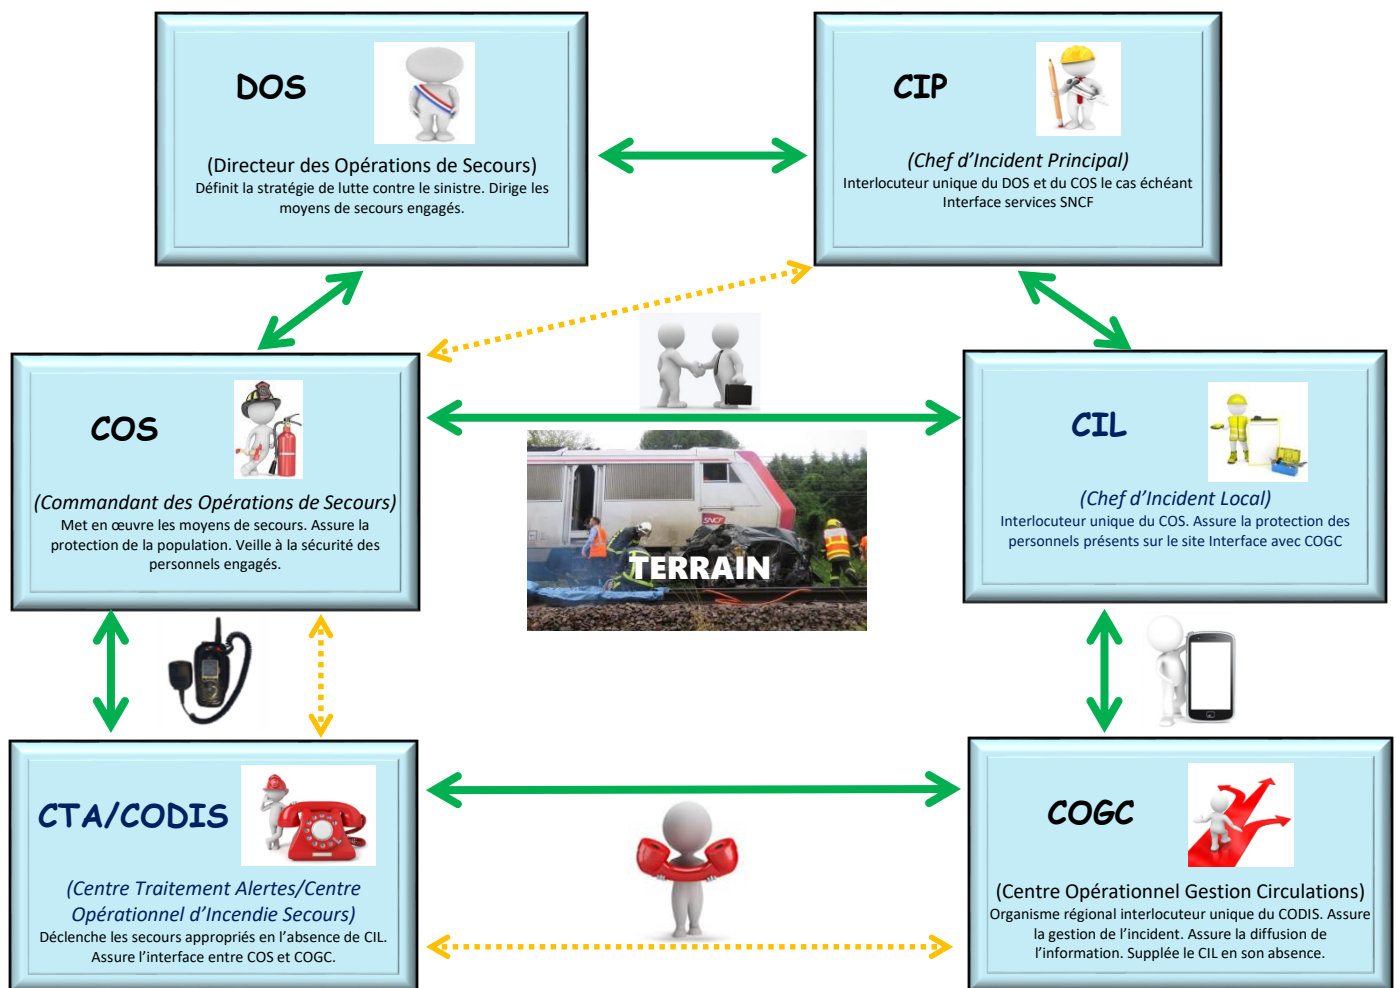 DOS
(Directeur des Opérations de Secours)
Définit la stratégie de lutte contre le sinistre. Dirige les
moyens de secours engagés.
CIP
(Chef d'Incident Principal)
Interlocuteur unique du DOS et du COS le cas échéant
Interface services SNCF
COS
(Commandant des Opérations de Secours)
Met en œuvre les moyens de secours. Assure la
protection de la population. Veille à la sécurité des
personnels engagés.
SNCF
TERRAIN
CIL
(Chef d'Incident Local)
Interlocuteur unique du COS. Assure la protection des
personnels présents sur le site Interface avec COGC
CTA/CODIS
(Centre Traitement Alertes/Centre
Opérationnel d'Incendie Secours)
Déclenche les secours appropriés en l'absence de CIL.
Assure l'interface entre COS et COGC.
COGC
(Centre Opérationnel Gestion Circulations)
Organisme régional interlocuteur unique du CODIS. Assure
la gestion de l'incident. Assure la diffusion de
l'information. Supplée le CIL en son absence.